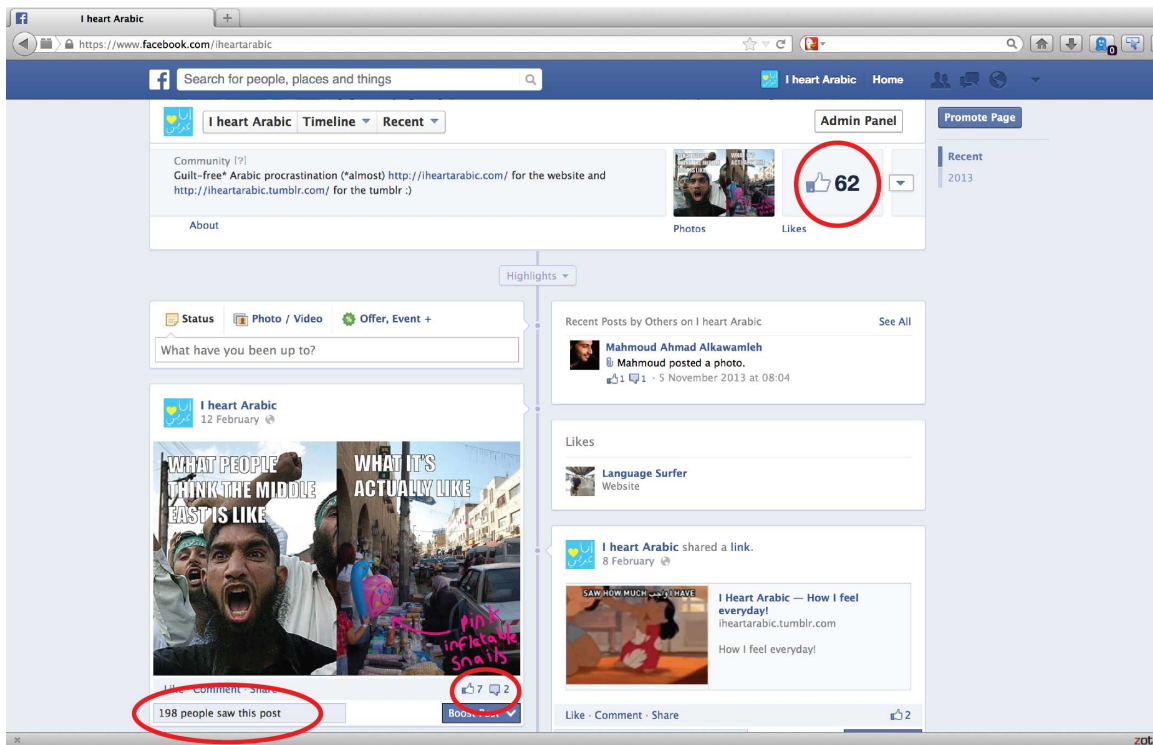 I heart Arabic
https://www.facebook.com/iheartarabic
0
Search for people, places and things
I heart Arabic Home
I heart Arabic Timeline Recent
Admin Panel
Promote Page
Recent
2013
Community [?]
Guilt-free* Arabic procrastination (*almost) http://iheartarabic.com/ for the website and
http://iheartarabic.tumblr.com/ for the tumblr :)
About
62
Photos
Likes
Highlights
Status Photo / Video Offer, Event +
What have you been up to?
I heart Arabic
12 February
WHAT PEOPLE
THINK THE MIDDLE
EAST IS LIKE
WHAT IT'S
ACTUALLY LIKE
pink
inflatable
snails
Like · Comment · Share
7 2
198 people saw this post
Boost Post
Recent Posts by Others on I heart Arabic
See All
Mahmoud Ahmad Alkawamleh
Mahmoud posted a photo.
1 1 · 5 November 2013 at 08:04
Likes
Language Surfer
Website
I heart Arabic shared a link.
8 February
SAW HOW MUCH واجب I HAVE
I Heart Arabic — How I feel
everyday!
iheartarabic.tumblr.com
How I feel everyday!
Like · Comment · Share
2